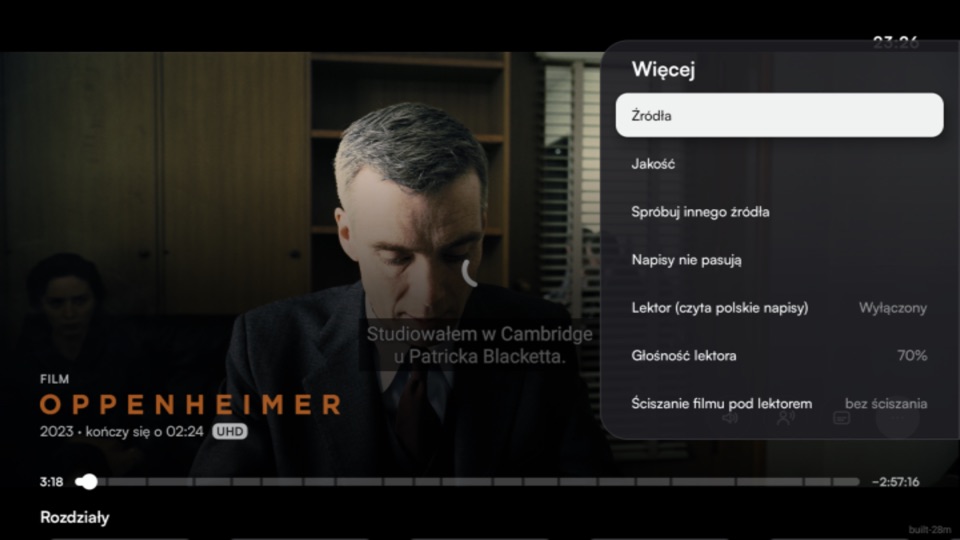 23:26
Więcej
Źródła
Jakość
Spróbuj innego źródła
Napisy nie pasują
Lektor (czyta polskie napisy) Wyłączony
Głośność lektora 70%
Ściszanie filmu pod lektorem bez ściszania
Studiowałem w Cambridge
u Patricka Blacketta.
FILM
OPPENHEIMER
2023 • kończy się o 02:24 UHD
3:18 −2:57:16
Rozdziały
built-28m